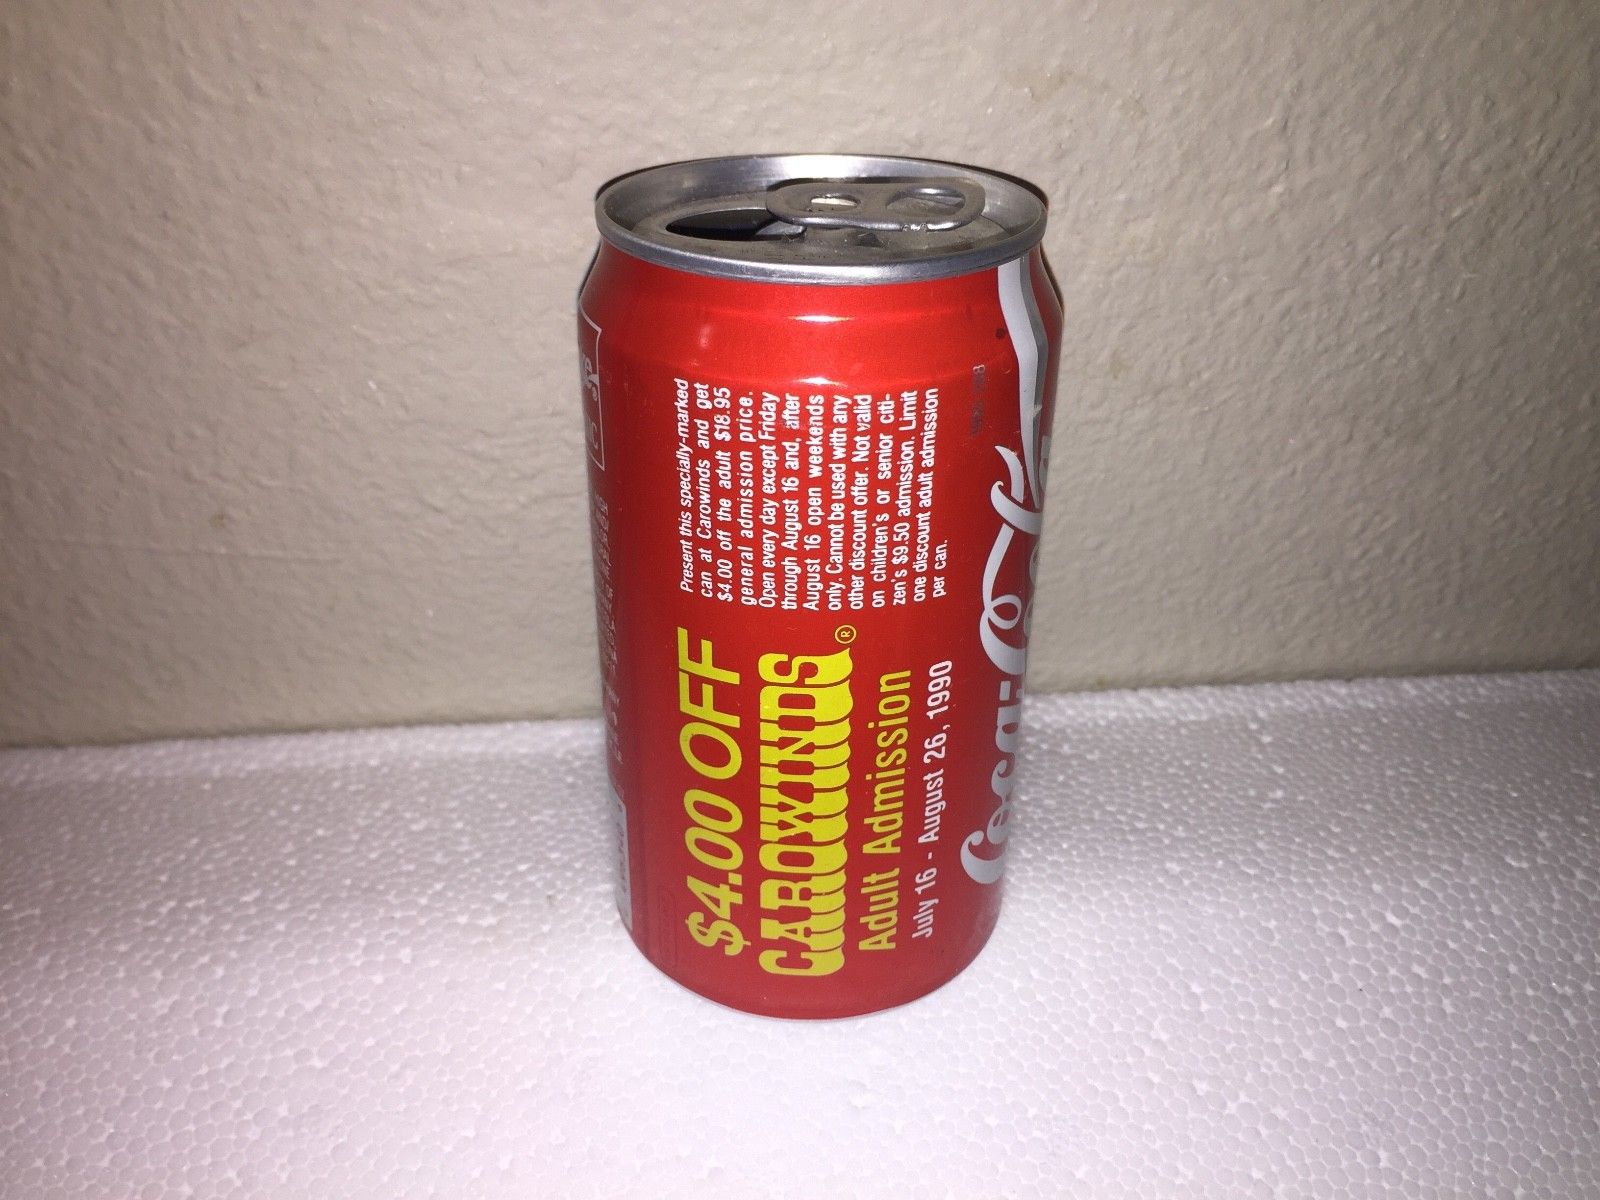 $4.00 OFF
CAROWINDS®
Adult Admission
July 16 - August 26, 1990
Present this specially-marked
can at Carowinds and get
$4.00 off the adult $18.95
general admission price.
Open every day except Friday
through August 16 and, after
August 16 open weekends
only. Cannot be used with any
other discount offer. Not valid
on children's or senior citi-
zen's $9.50 admission. Limit
one discount adult admission
per can.
Coca-Cola